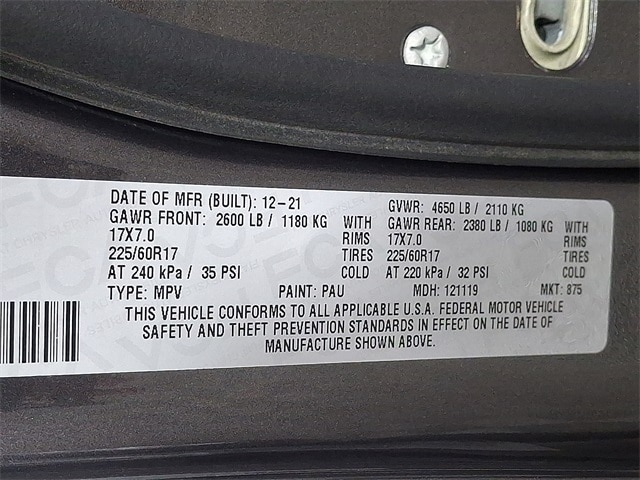 DATE OF MFR (BUILT): 12-21 GVWR: 4650 LB / 2110 KG
GAWR FRONT: 2600 LB / 1180 KG WITH GAWR REAR: 2380 LB / 1080 KG WITH
17X7.0 RIMS 17X7.0 RIMS
225/60R17 TIRES 225/60R17 TIRES
AT 240 kPa / 35 PSI COLD AT 220 kPa / 32 PSI COLD
TYPE: MPV PAINT: PAU MDH: 121119 MKT: 875
THIS VEHICLE CONFORMS TO ALL APPLICABLE U.S.A. FEDERAL MOTOR VEHICLE
SAFETY AND THEFT PREVENTION STANDARDS IN EFFECT ON THE DATE OF
MANUFACTURE SHOWN ABOVE.